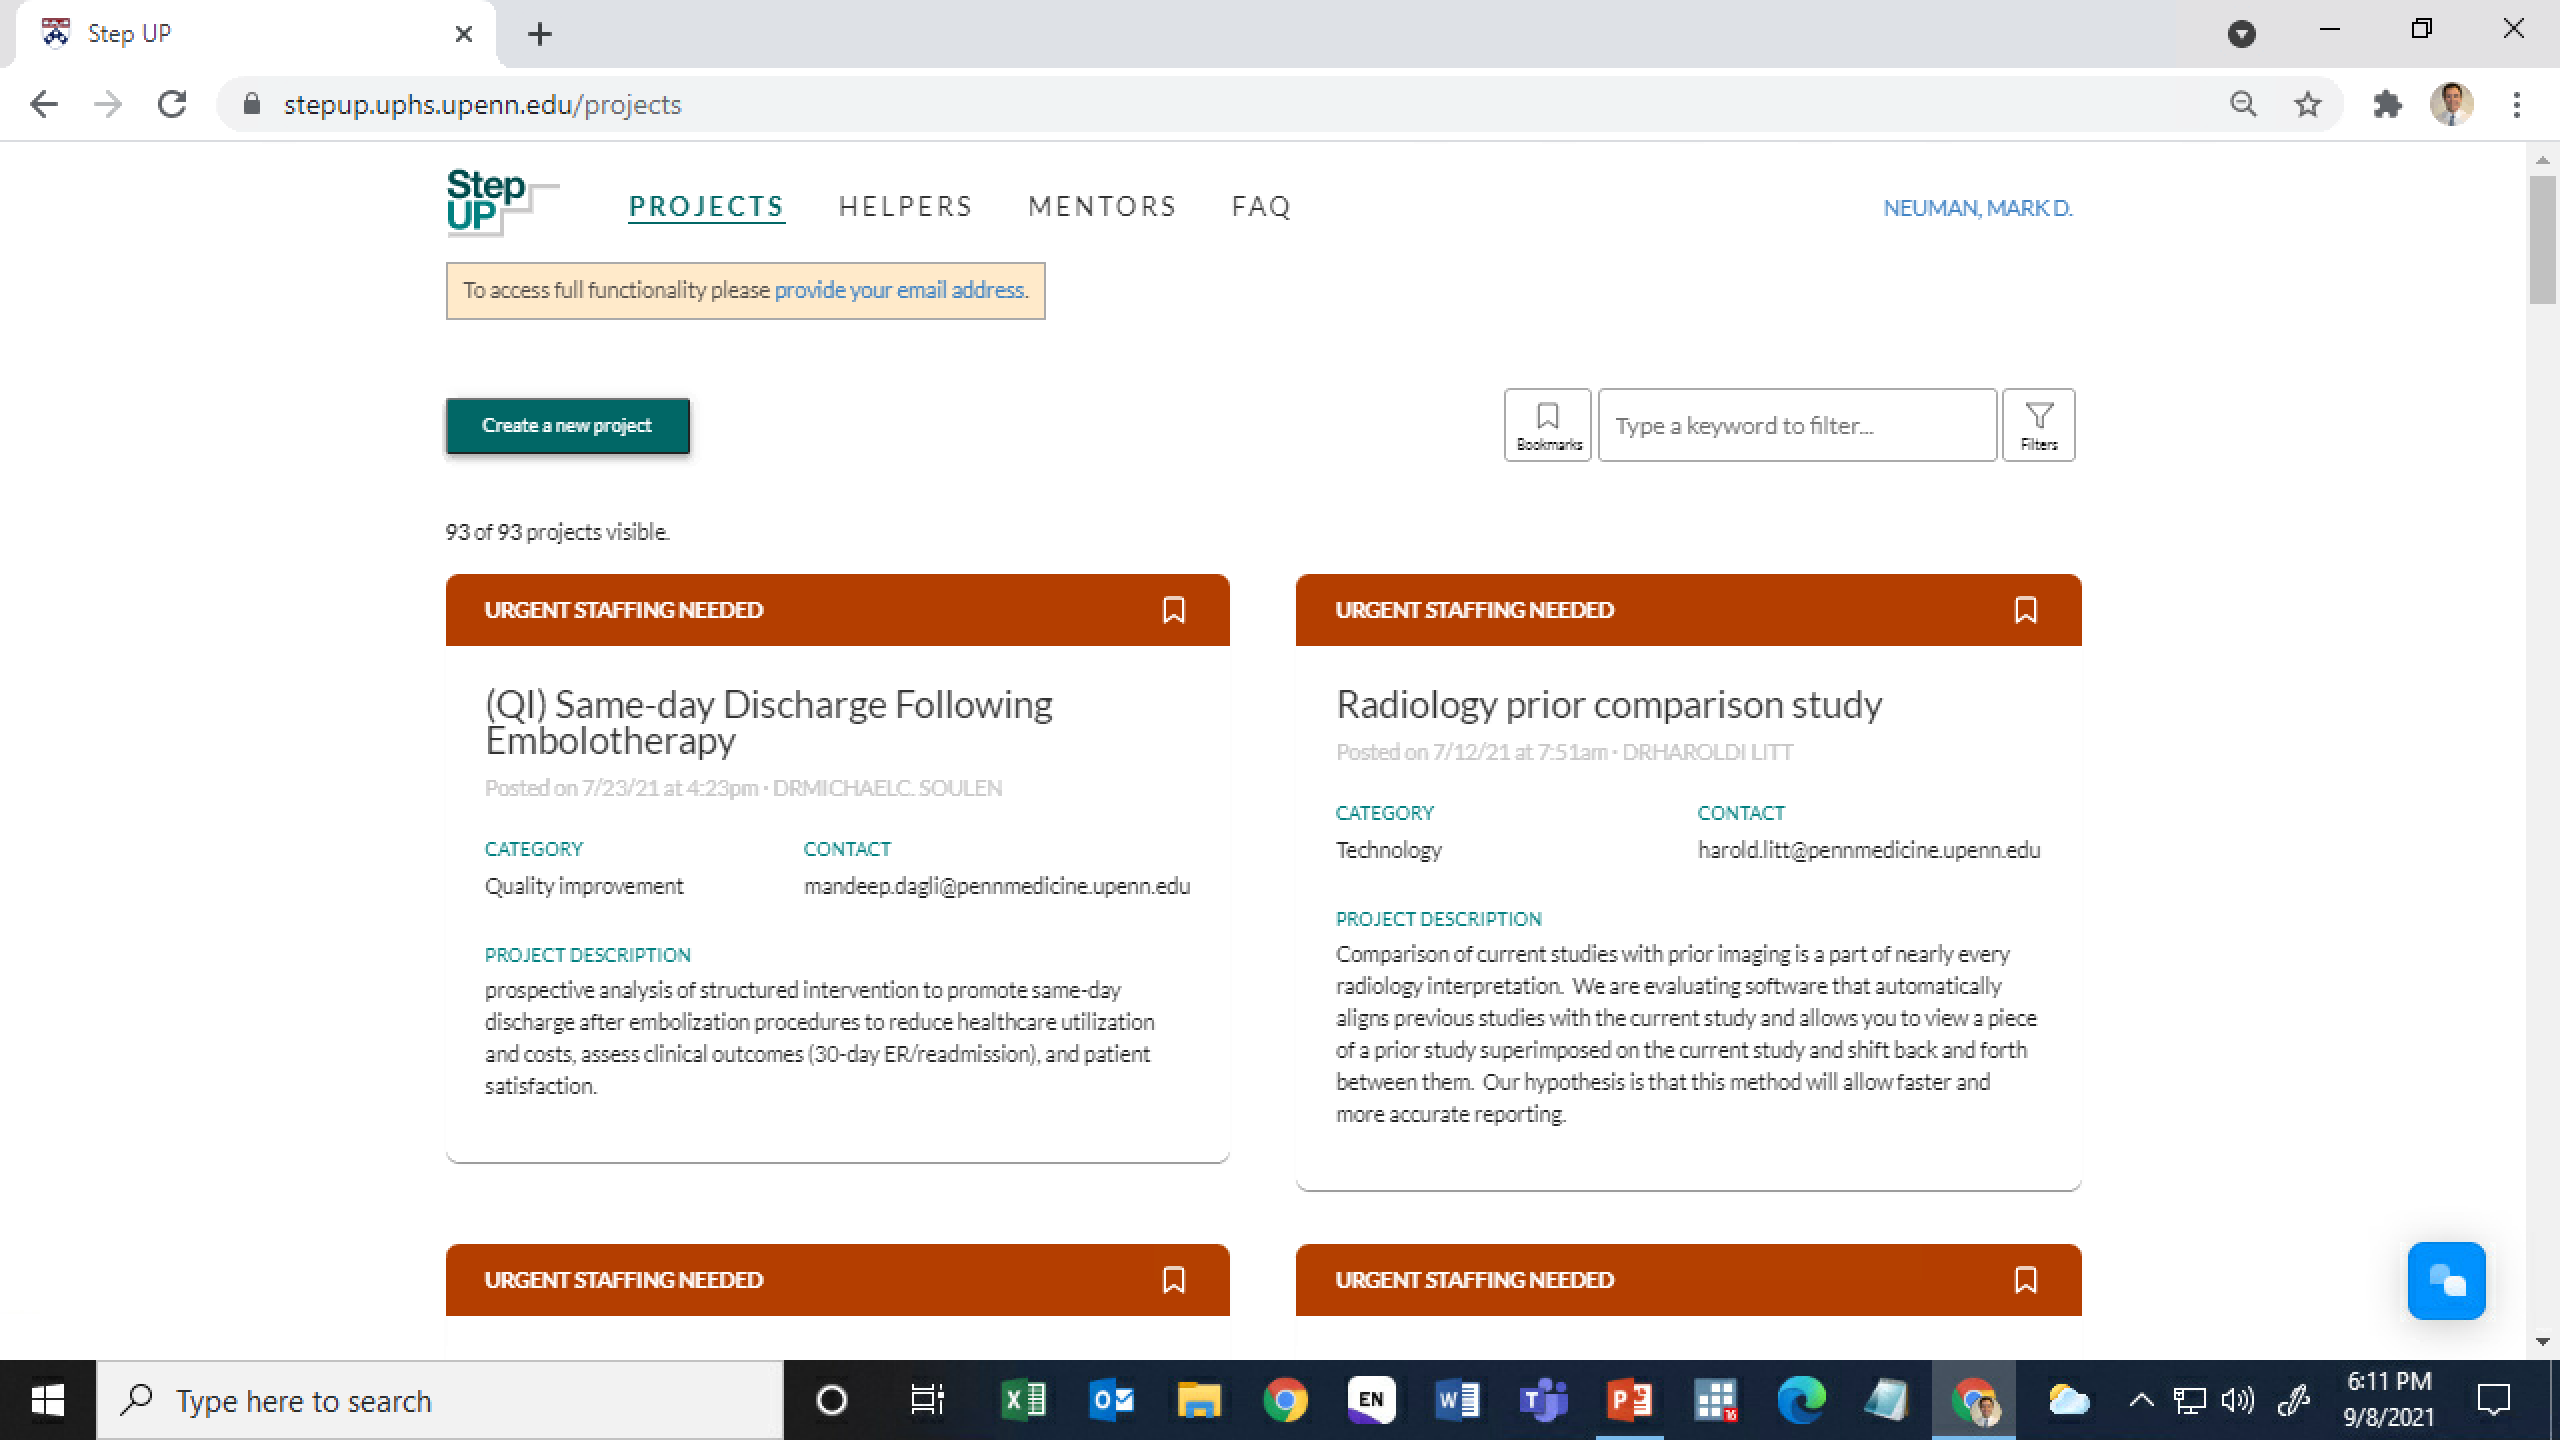 Step UP
stepup.uphs.upenn.edu/projects
Step
UP
PROJECTS HELPERS MENTORS FAQ
NEUMAN, MARK D.
To access full functionality please provide your email address.
Create a new project
Bookmarks
Type a keyword to filter...
Filters
93 of 93 projects visible.
URGENT STAFFING NEEDED
(QI) Same-day Discharge Following
Embolotherapy
Posted on 7/23/21 at 4:23pm · DRMICHAELC. SOULEN
CATEGORY CONTACT
Quality improvement mandeep.dagli@pennmedicine.upenn.edu
PROJECT DESCRIPTION
prospective analysis of structured intervention to promote same-day
discharge after embolization procedures to reduce healthcare utilization
and costs, assess clinical outcomes (30-day ER/readmission), and patient
satisfaction.
URGENT STAFFING NEEDED
Radiology prior comparison study
Posted on 7/12/21 at 7:51am · DRHAROLDI LITT
CATEGORY CONTACT
Technology harold.litt@pennmedicine.upenn.edu
PROJECT DESCRIPTION
Comparison of current studies with prior imaging is a part of nearly every
radiology interpretation. We are evaluating software that automatically
aligns previous studies with the current study and allows you to view a piece
of a prior study superimposed on the current study and shift back and forth
between them. Our hypothesis is that this method will allow faster and
more accurate reporting.
URGENT STAFFING NEEDED
URGENT STAFFING NEEDED
Type here to search
EN
16
6:11 PM
9/8/2021